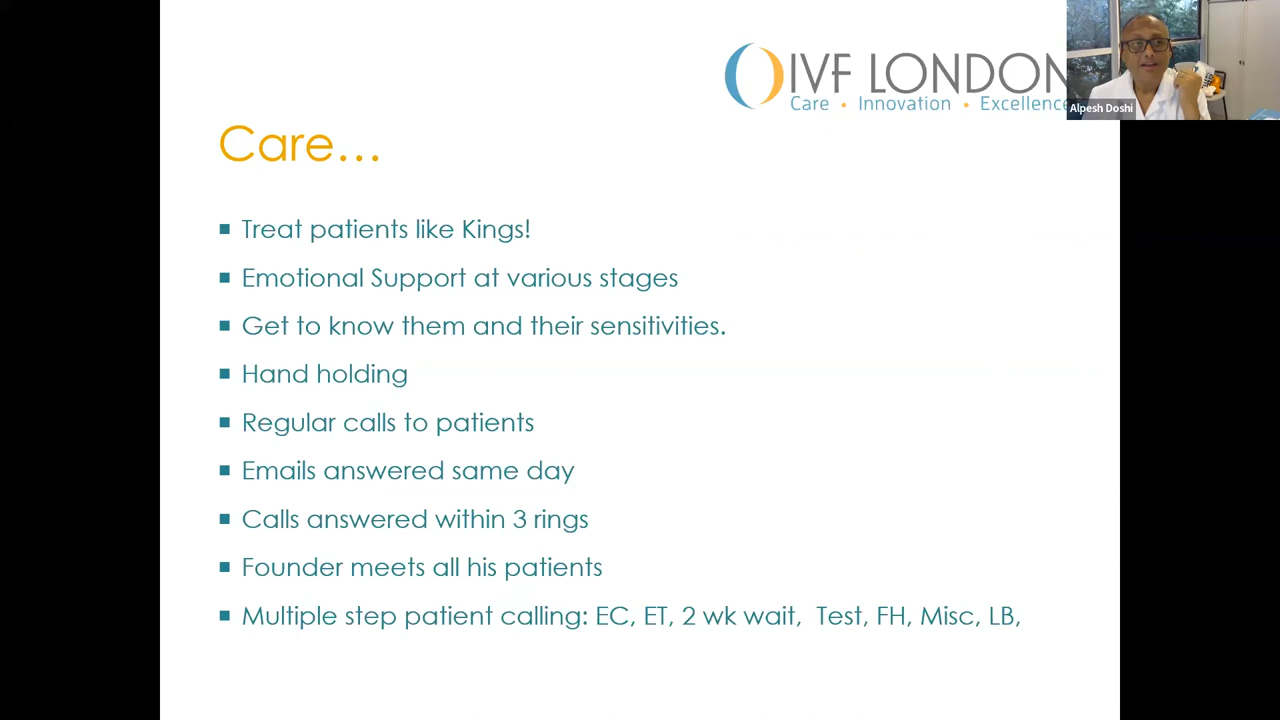 IVF LONDON
Care • Innovation • Excellence
Alpesh Doshi
Care…
▪ Treat patients like Kings!
▪ Emotional Support at various stages
▪ Get to know them and their sensitivities.
▪ Hand holding
▪ Regular calls to patients
▪ Emails answered same day
▪ Calls answered within 3 rings
▪ Founder meets all his patients
▪ Multiple step patient calling: EC, ET, 2 wk wait, Test, FH, Misc, LB,